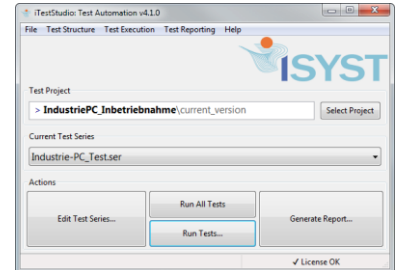 iTestStudio: Test Automation v4.1.0
File Test Structure Test Execution Test Reporting Help
iSYST
Test Project
> IndustriePC_Inbetriebnahme\current_version
Select Project
Current Test Series
Industrie-PC_Test.ser
Actions
Edit Test Series...
Run All Tests
Run Tests...
Generate Report...
✓ License OK